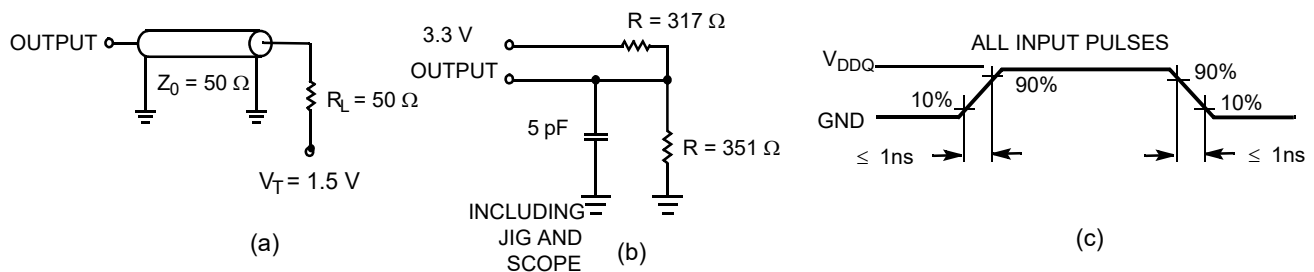 OUTPUT
Z0 = 50 Ω
RL = 50 Ω
VT = 1.5 V
(a)
3.3 V
OUTPUT
R = 317 Ω
5 pF
R = 351 Ω
INCLUDING
JIG AND
SCOPE
(b)
ALL INPUT PULSES
VDDQ
GND
10%
90%
90%
10%
≤ 1ns
≤ 1ns
(c)